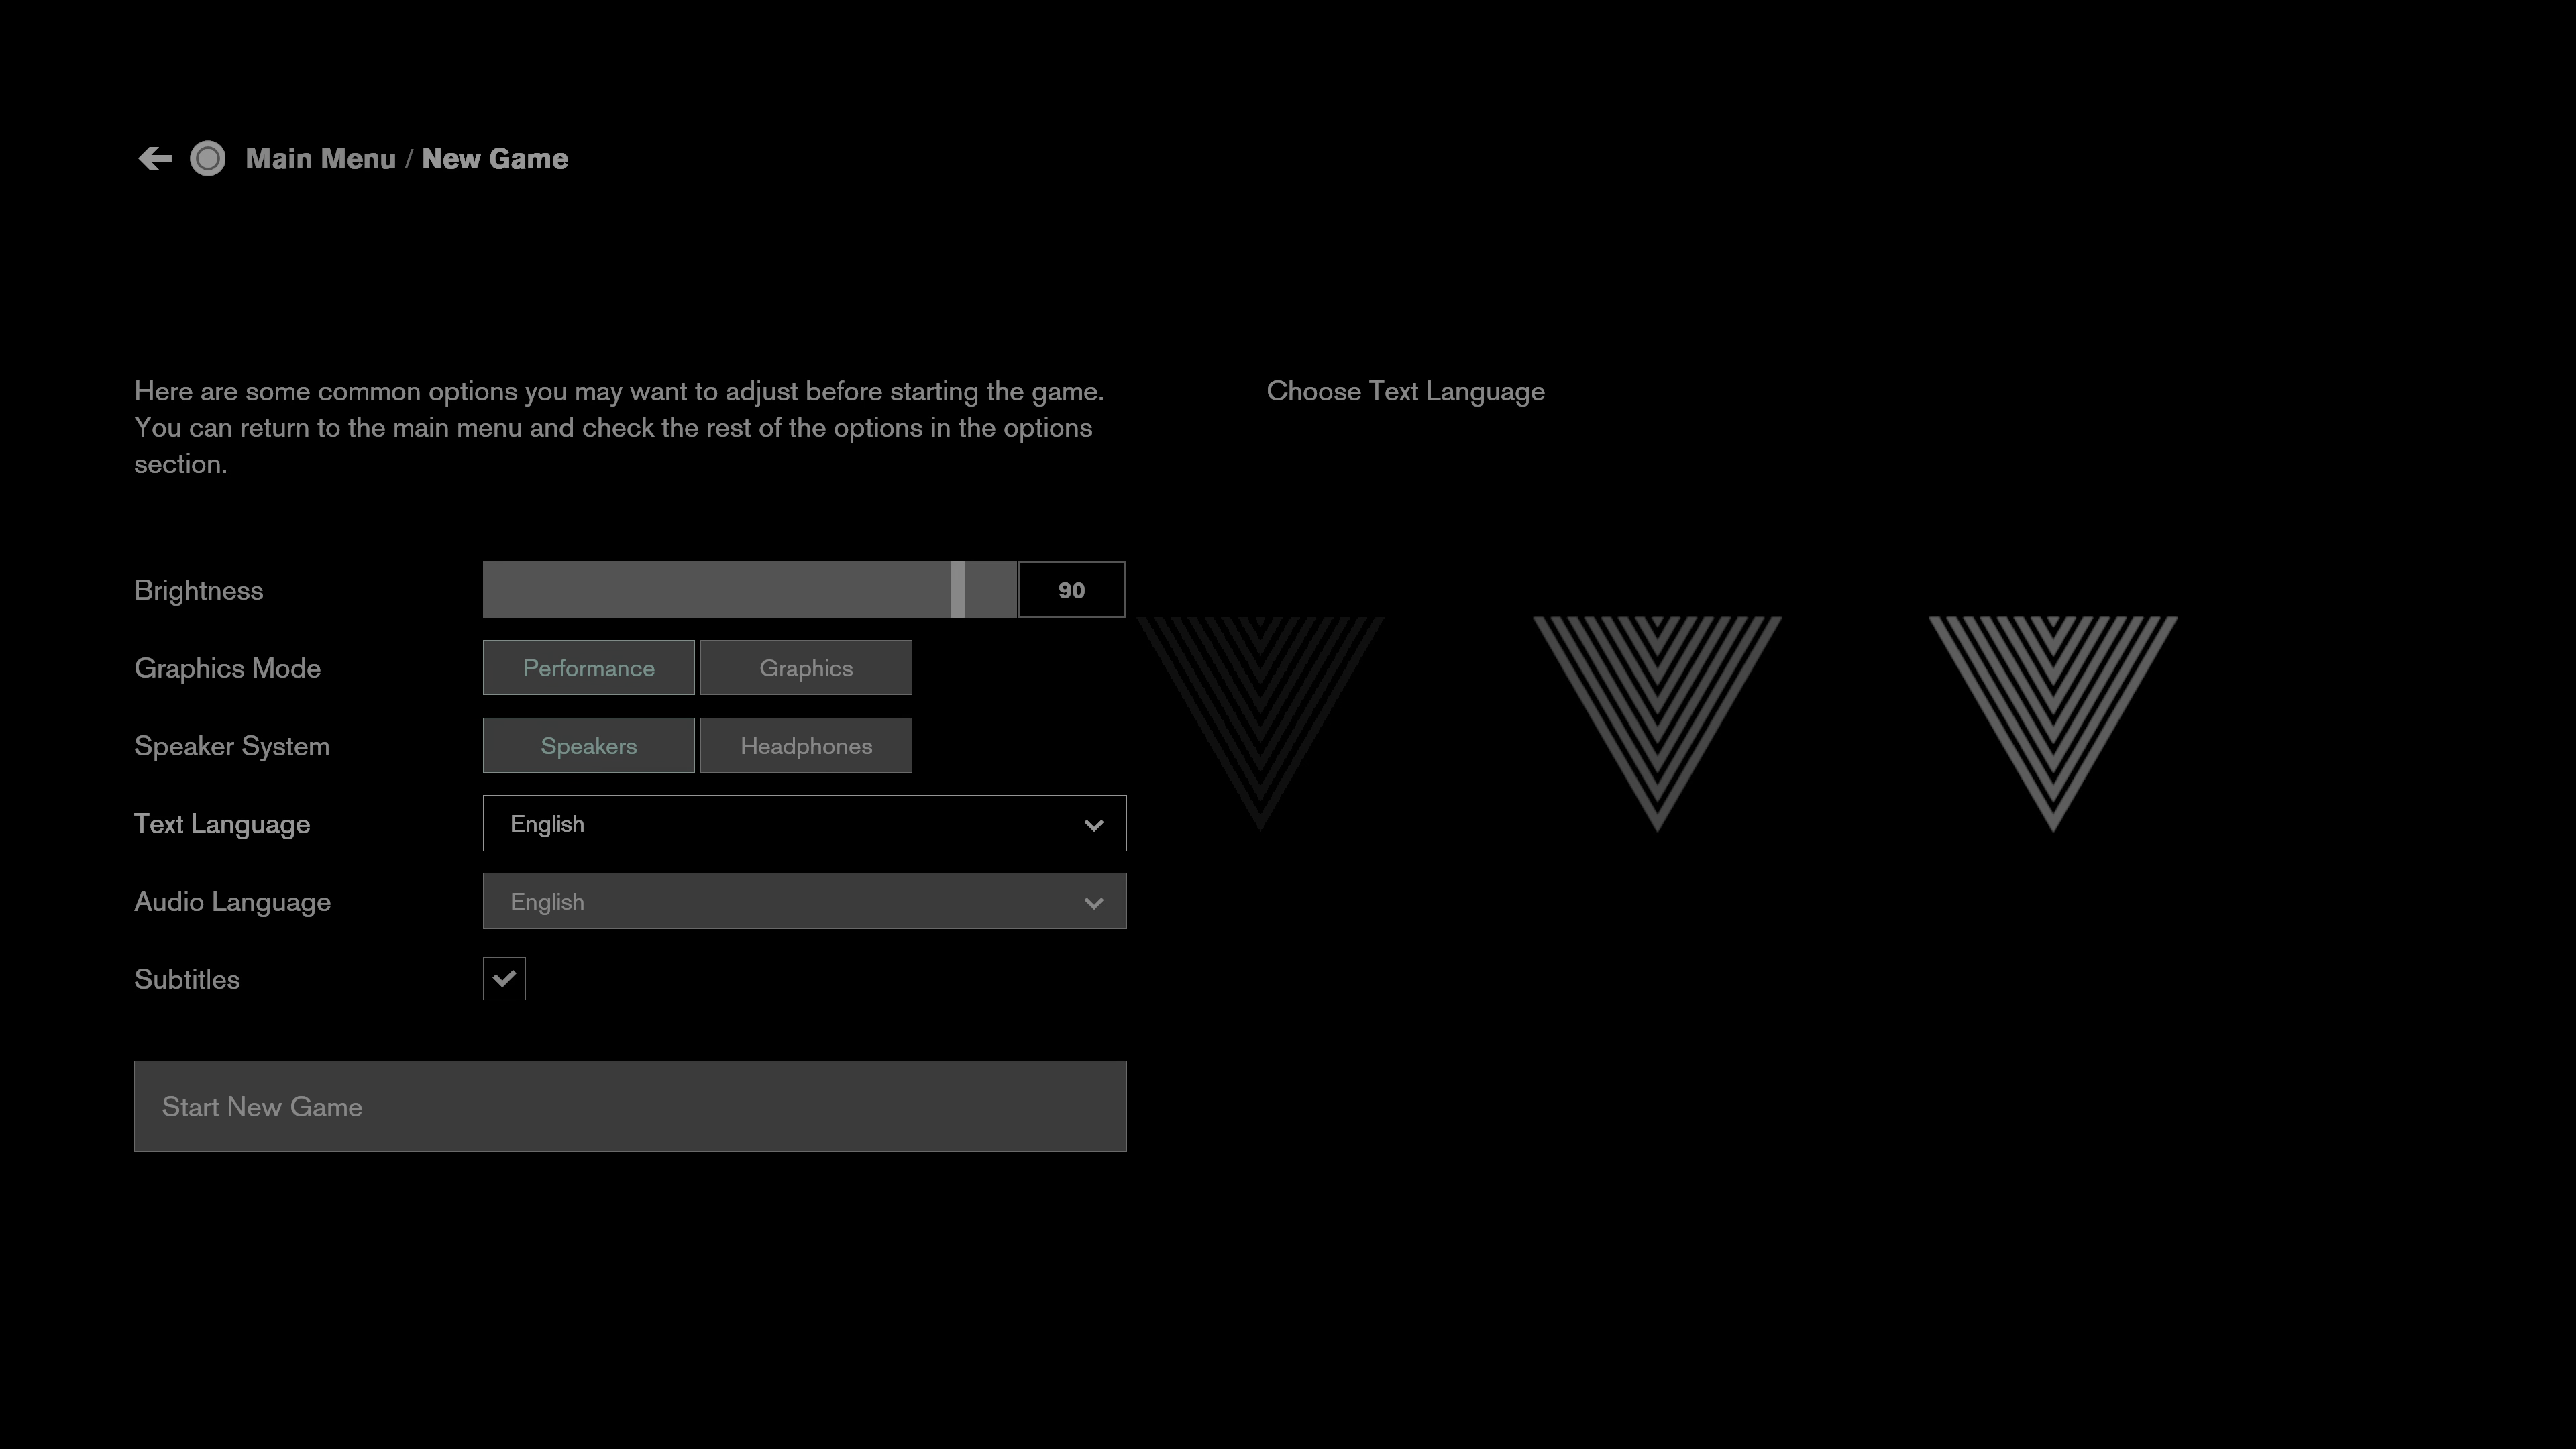 Main Menu / New Game
Here are some common options you may want to adjust before starting the game.
You can return to the main menu and check the rest of the options in the options
section.
Choose Text Language
Brightness 90
Graphics Mode Performance Graphics
Speaker System Speakers Headphones
Text Language English
Audio Language English
Subtitles
Start New Game